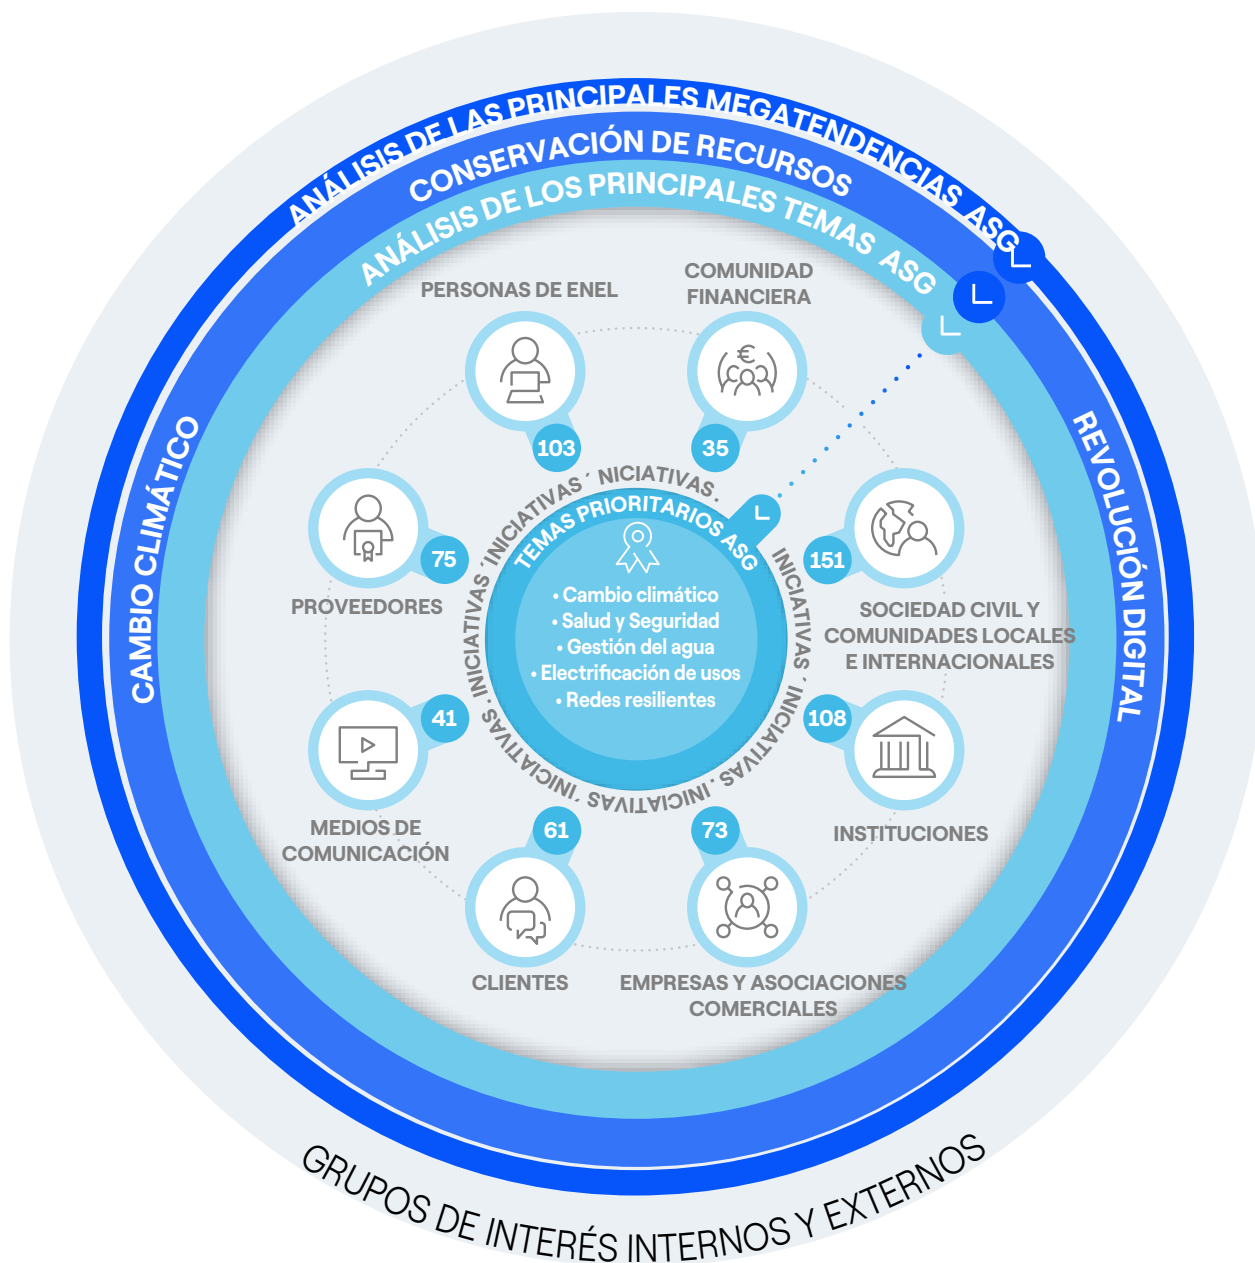 ANÁLISIS DE LAS PRINCIPALES MEGATENDENCIAS ASG
CONSERVACIÓN DE RECURSOS
ANÁLISIS DE LOS PRINCIPALES TEMAS ASG
CAMBIO CLIMÁTICO
REVOLUCIÓN DIGITAL
PERSONAS DE ENEL
103
COMUNIDAD
FINANCIERA
35
151
SOCIEDAD CIVIL Y
COMUNIDADES LOCALES
E INTERNACIONALES
108
INSTITUCIONES
73
EMPRESAS Y ASOCIACIONES
COMERCIALES
61
CLIENTES
41
MEDIOS DE
COMUNICACIÓN
75
PROVEEDORES
INICIATIVAS ´ INICIATIVAS . INICIATIVAS . INICIATIVAS ´ INICIATIVAS . INICIATIVAS ´ INICIATIVAS ´ NICIATIVAS .
TEMAS PRIORITARIOS ASG
• Cambio climático
• Salud y Seguridad
• Gestión del agua
• Electrificación de usos
• Redes resilientes
GRUPOS DE INTERÉS INTERNOS Y EXTERNOS